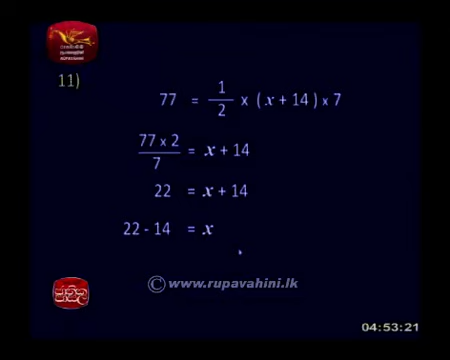 11)
77 = 1/2 x ( x + 14 ) x 7
77 x 2 / 7 = x + 14
22 = x + 14
22 - 14 = x
© www.rupavahini.lk
04:53:21